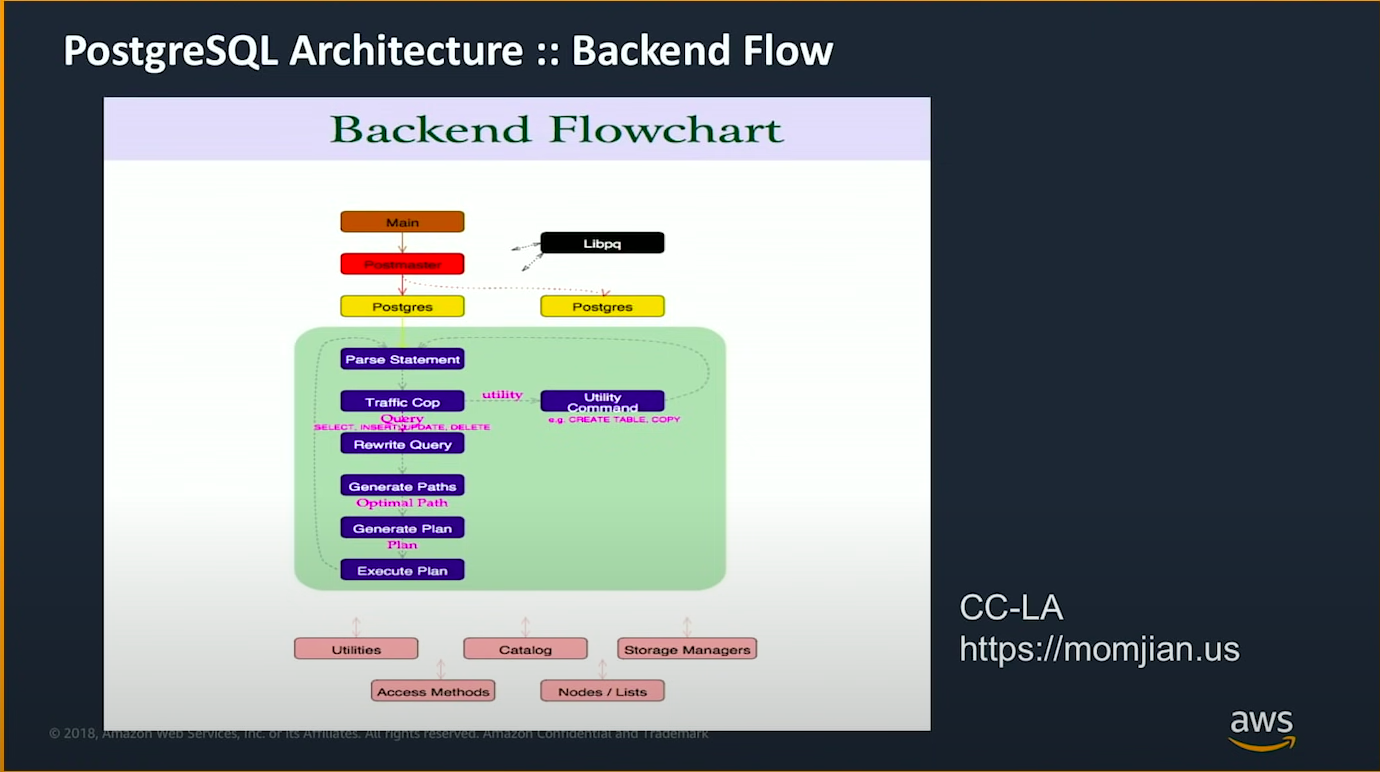 PostgreSQL Architecture :: Backend Flow
Backend Flowchart
Main
Libpq
Postmaster
Postgres
Postgres
Parse Statement
Traffic Cop
utility
Utility
Command
Query
e.g. CREATE TABLE, COPY
SELECT, INSERT, UPDATE, DELETE
Rewrite Query
Generate Paths
Optimal Path
Generate Plan
Plan
Execute Plan
Utilities
Catalog
Storage Managers
Access Methods
Nodes / Lists
CC-LA
https://momjian.us
© 2018, Amazon Web Services, Inc. or its Affiliates. All rights reserved. Amazon Confidential and Trademark
aws